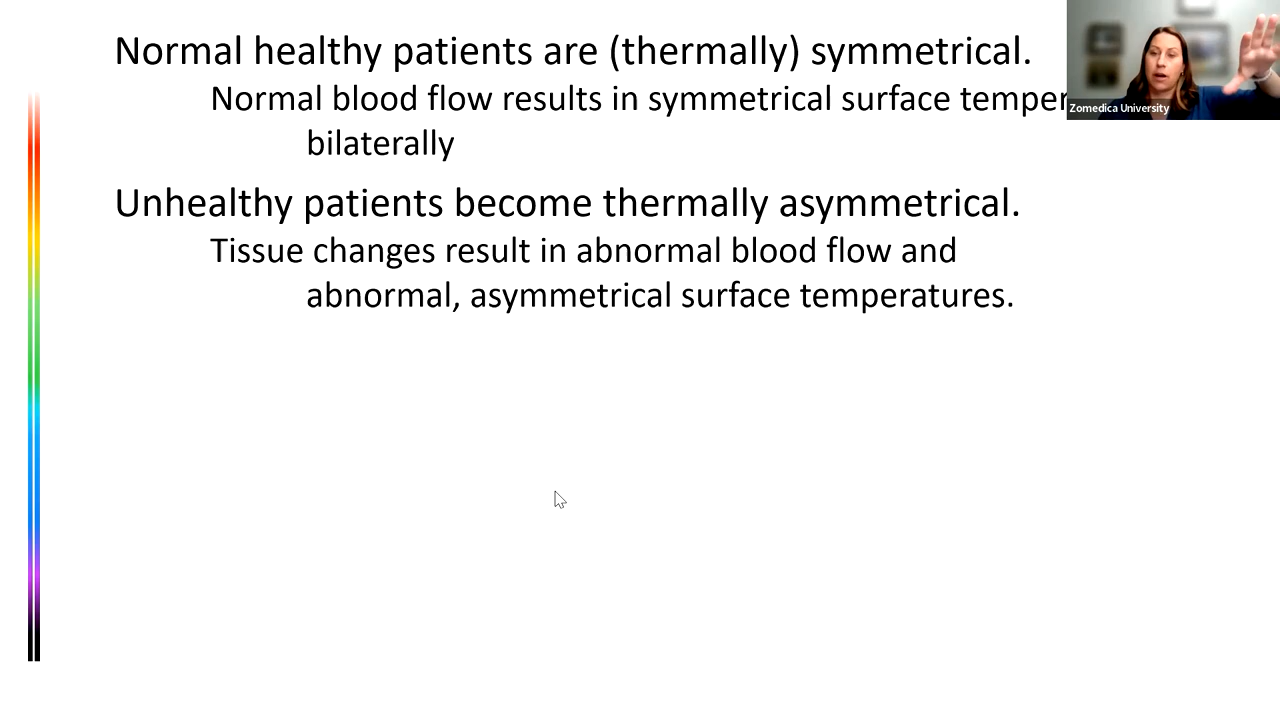 Normal healthy patients are (thermally) symmetrical.
Normal blood flow results in symmetrical surface
bilaterally
Unhealthy patients become thermally asymmetrical.
Tissue changes result in abnormal blood flow and
abnormal, asymmetrical surface temperatures.
Zomedica University